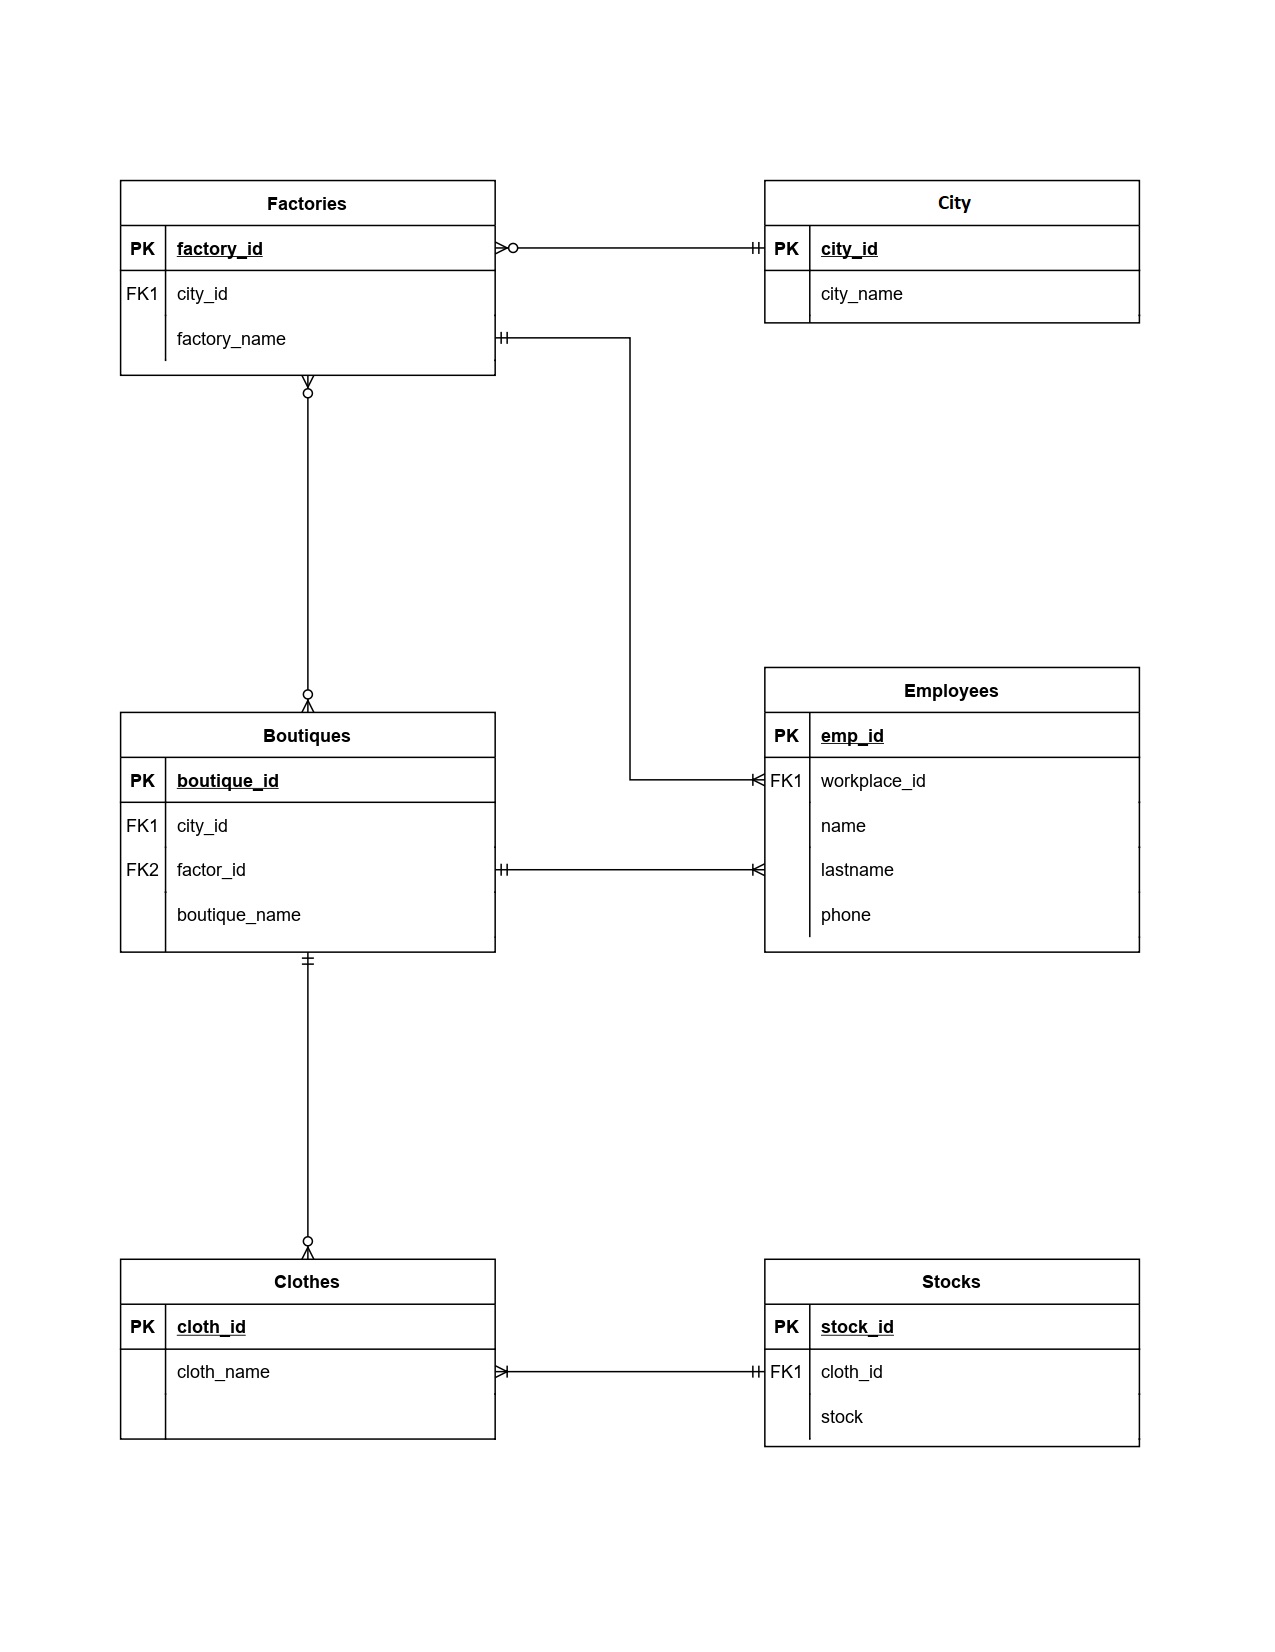 Factories
PK factory_id
FK1 city_id
factory_name
City
PK city_id
city_name
Boutiques
PK boutique_id
FK1 city_id
FK2 factor_id
boutique_name
Employees
PK emp_id
FK1 workplace_id
name
lastname
phone
Clothes
PK cloth_id
cloth_name
Stocks
PK stock_id
FK1 cloth_id
stock